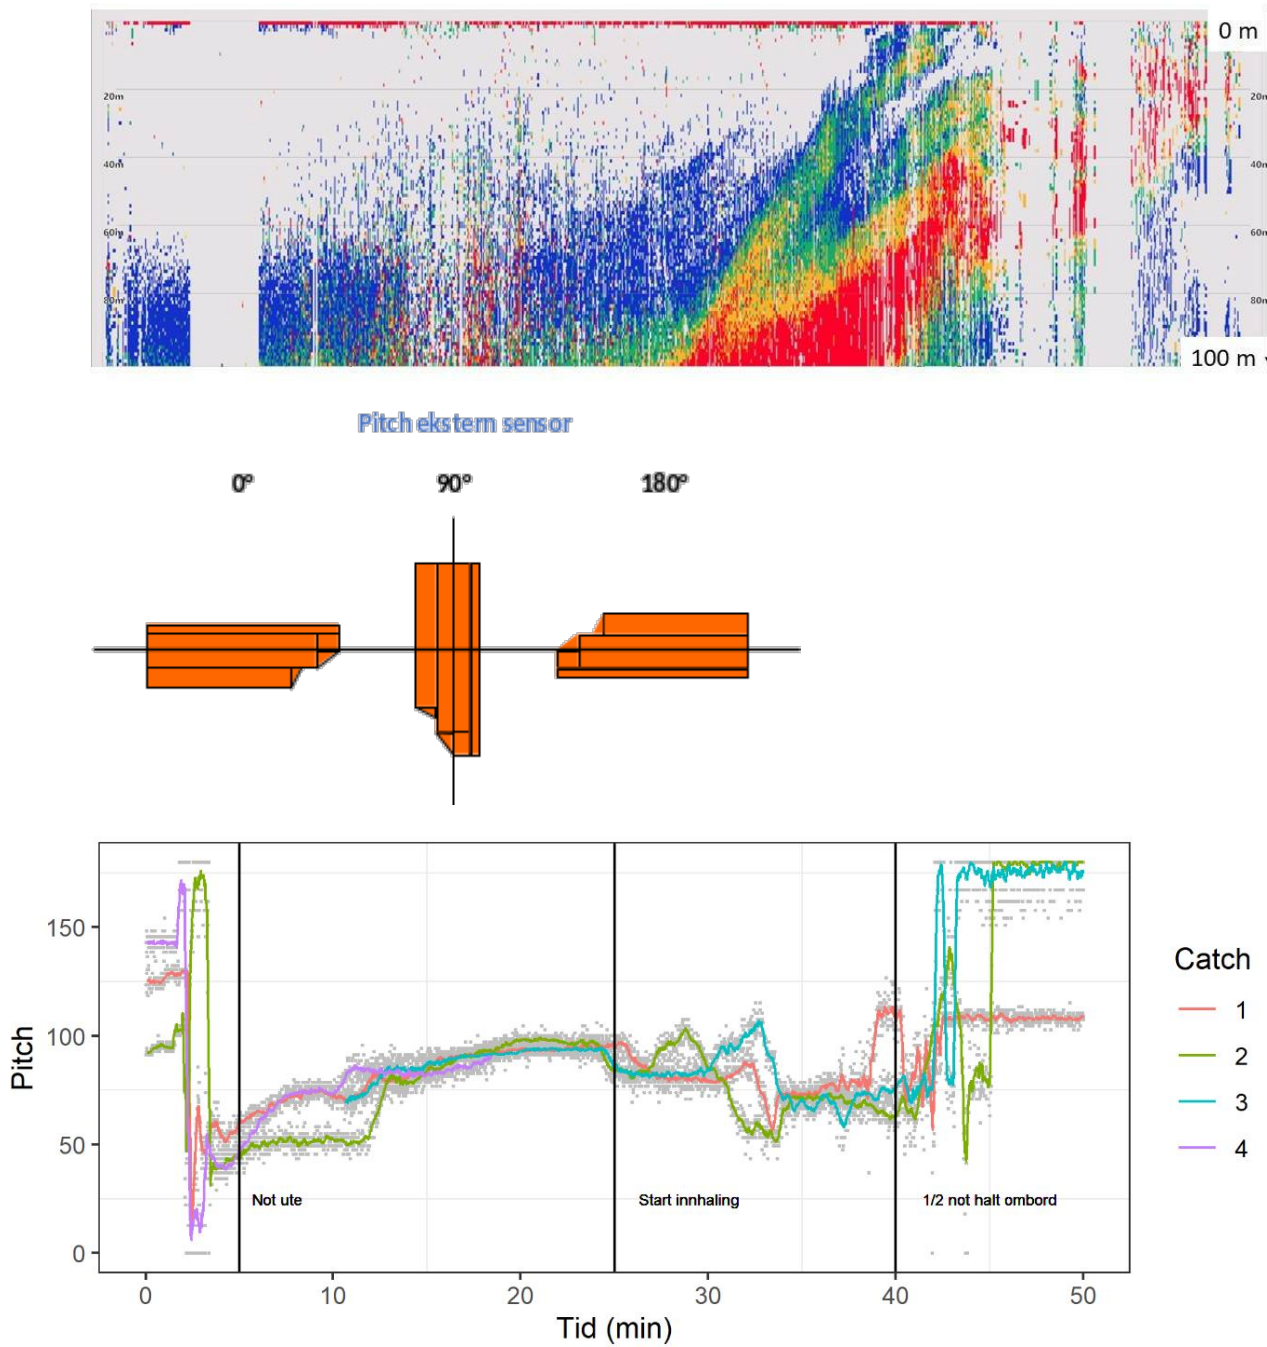 0 m
20m
20m
40m
40m
60m
60m
80m
80m
100 m
Pitch ekstern sensor
0° 90° 180°
150
100
50
0
Pitch
Not ute
Start innhaling
1/2 not halt ombord
0 10 20 30 40 50
Tid (min)
Catch
1
2
3
4